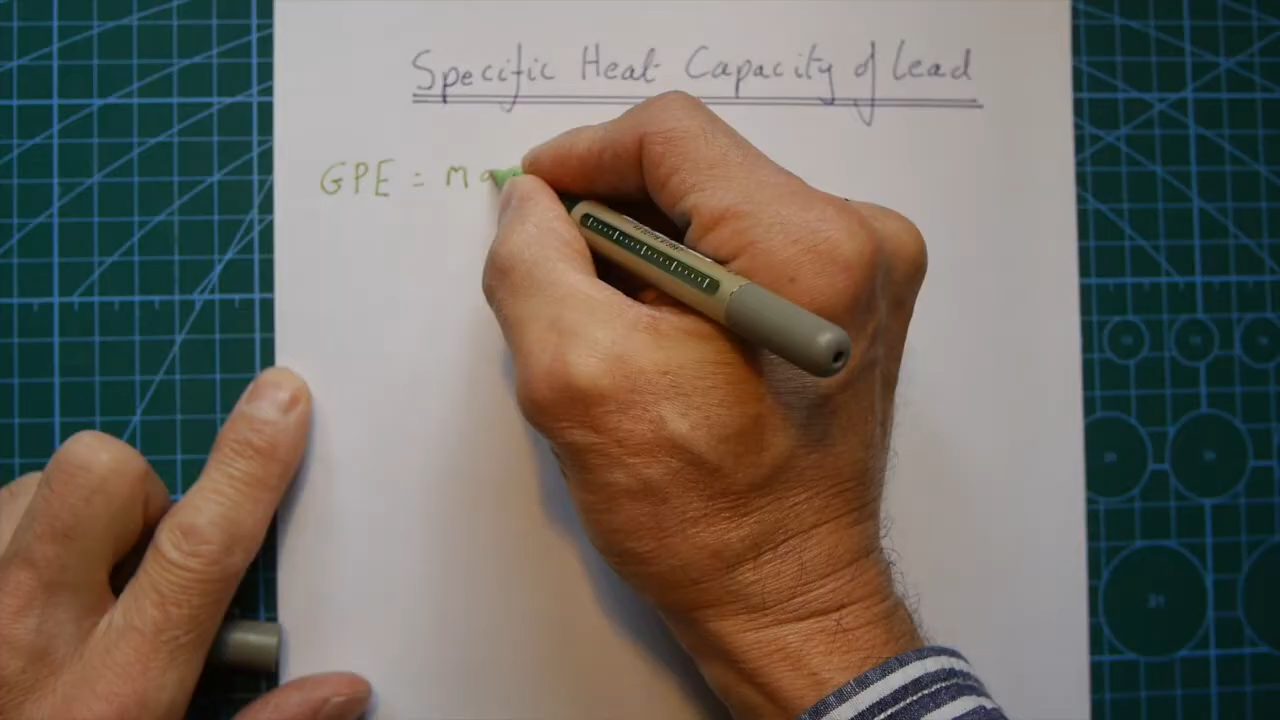 Specific Heat Capacity of Lead
GPE = m